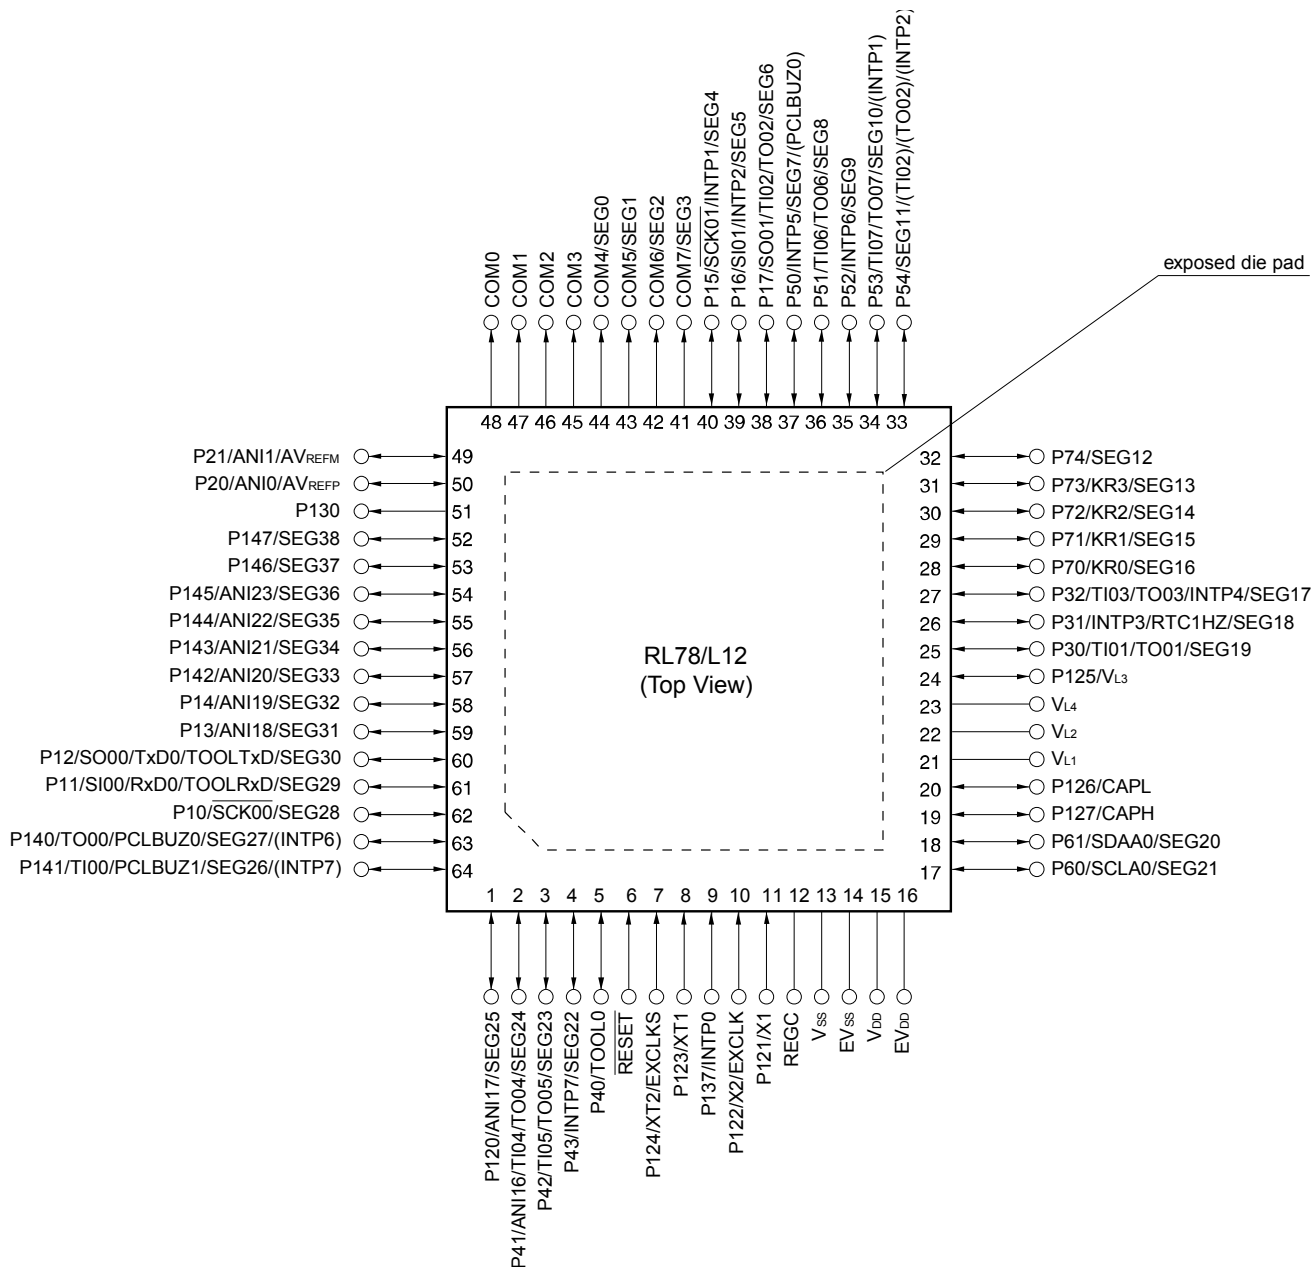 COM0
COM1
COM2
COM3
COM4/SEG0
COM5/SEG1
COM6/SEG2
COM7/SEG3
P15/SCK01/INTP1/SEG4
P16/SI01/INTP2/SEG5
P17/SO01/TI02/TO02/SEG6
P50/INTP5/SEG7/(PCLBUZ0)
P51/TI06/TO06/SEG8
P52/INTP6/SEG9
P53/TI07/TO07/SEG10/(INTP1)
P54/SEG11/(TI02)/(TO02)/(INTP2)
exposed die pad
48 47 46 45 44 43 42 41 40 39 38 37 36 35 34 33
P21/ANI1/AVREFM 49
P20/ANI0/AVREFP 50
P130 51
P147/SEG38 52
P146/SEG37 53
P145/ANI23/SEG36 54
P144/ANI22/SEG35 55
P143/ANI21/SEG34 56
P142/ANI20/SEG33 57
P14/ANI19/SEG32 58
P13/ANI18/SEG31 59
P12/SO00/TxD0/TOOLTxD/SEG30 60
P11/SI00/RxD0/TOOLRxD/SEG29 61
P10/SCK00/SEG28 62
P140/TO00/PCLBUZ0/SEG27/(INTP6) 63
P141/TI00/PCLBUZ1/SEG26/(INTP7) 64
RL78/L12
(Top View)
32 P74/SEG12
31 P73/KR3/SEG13
30 P72/KR2/SEG14
29 P71/KR1/SEG15
28 P70/KR0/SEG16
27 P32/TI03/TO03/INTP4/SEG17
26 P31/INTP3/RTC1HZ/SEG18
25 P30/TI01/TO01/SEG19
24 P125/VL3
23 VL4
22 VL2
21 VL1
20 P126/CAPL
19 P127/CAPH
18 P61/SDAA0/SEG20
17 P60/SCLA0/SEG21
1 2 3 4 5 6 7 8 9 10 11 12 13 14 15 16
P120/ANI17/SEG25
P41/ANI16/TI04/TO04/SEG24
P42/TI05/TO05/SEG23
P43/INTP7/SEG22
P40/TOOL0
RESET
P124/XT2/EXCLKS
P123/XT1
P137/INTP0
P122/X2/EXCLK
P121/X1
REGC
VSS
EVSS
VDD
EVDD